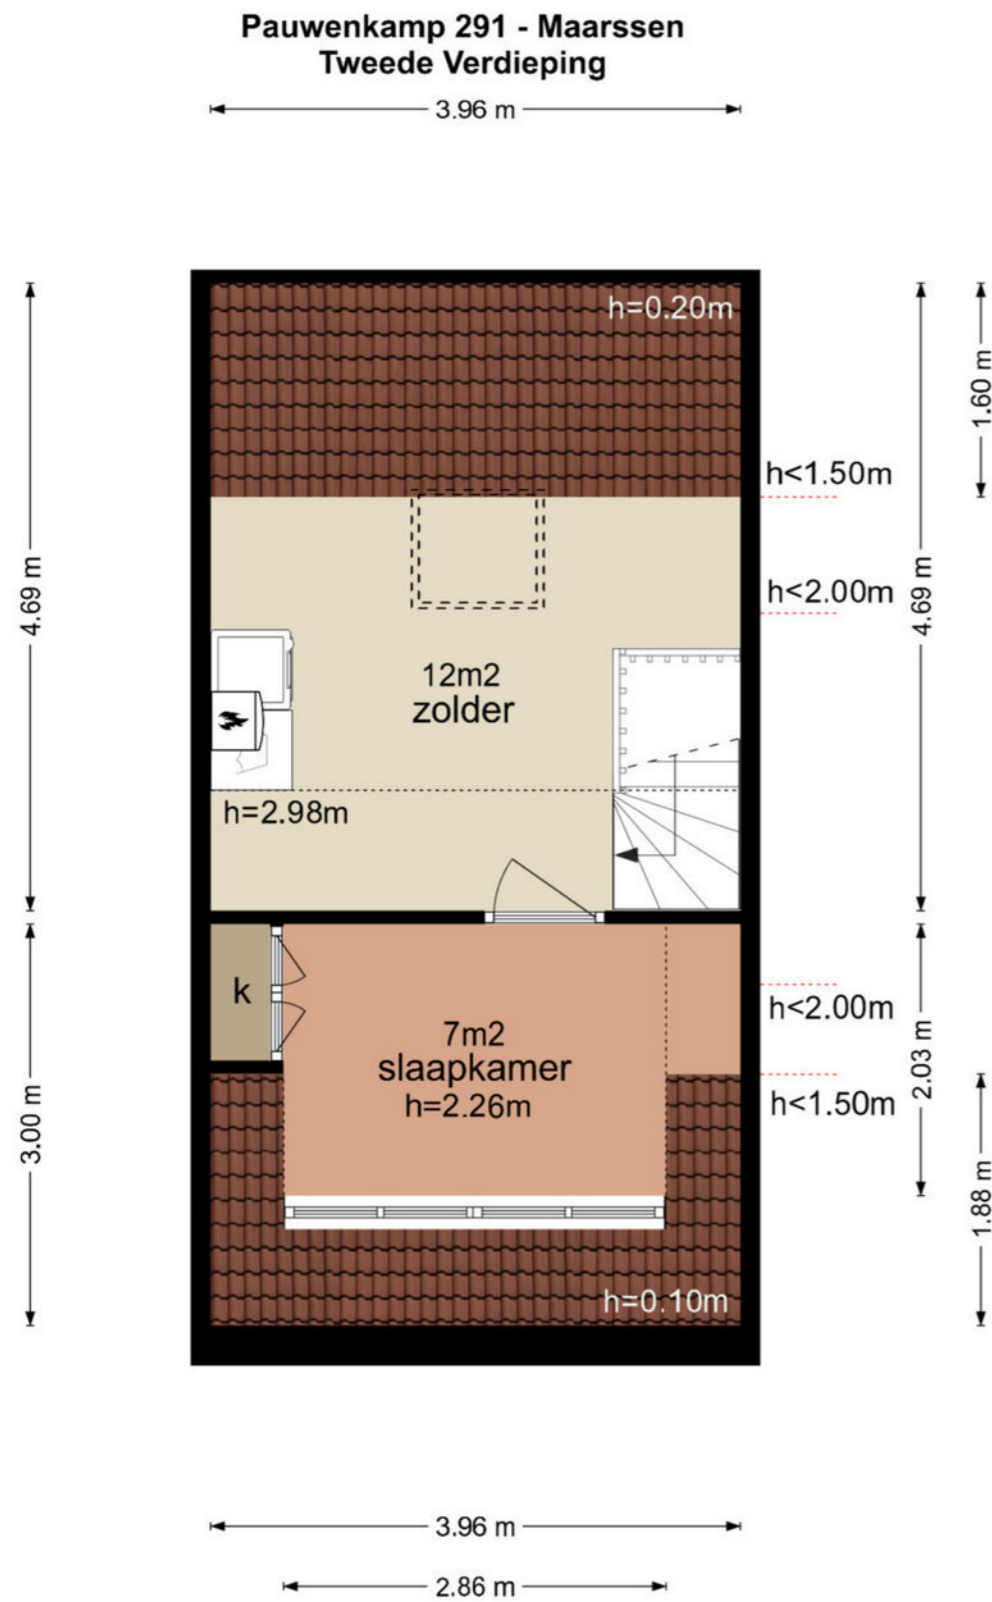 Pauwenkamp 291 - Maarssen
Tweede Verdieping
3.96 m
h=0.20m
1.60 m
h<1.50m
4.69 m
4.69 m
h<2.00m
12m2
zolder
h=2.98m
k
h<2.00m
7m2
slaapkamer
h=2.26m
2.03 m
h<1.50m
3.00 m
1.88 m
h=0.10m
3.96 m
2.86 m